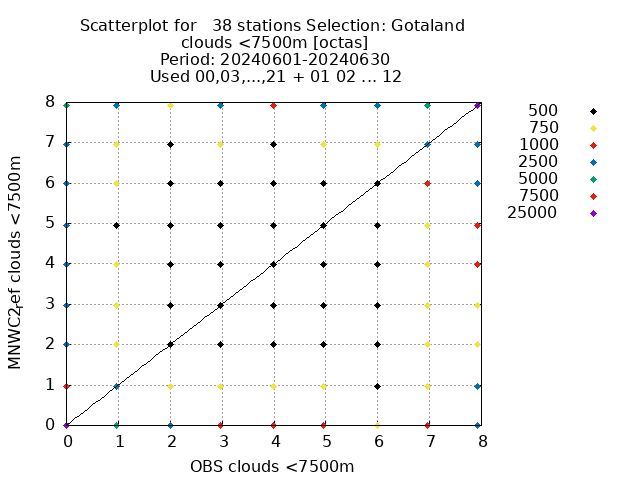 Scatterplot for   38 stations Selection: Gotaland
clouds <7500m [octas]
Period: 20240601-20240630
Used 00,03,...,21 + 01 02 ... 12
8
7
6
5
4
3
2
1
0
MNWC2,ef clouds <7500m
0 1 2 3 4 5 6 7 8
OBS clouds <7500m
500
750
1000
2500
5000
7500
25000